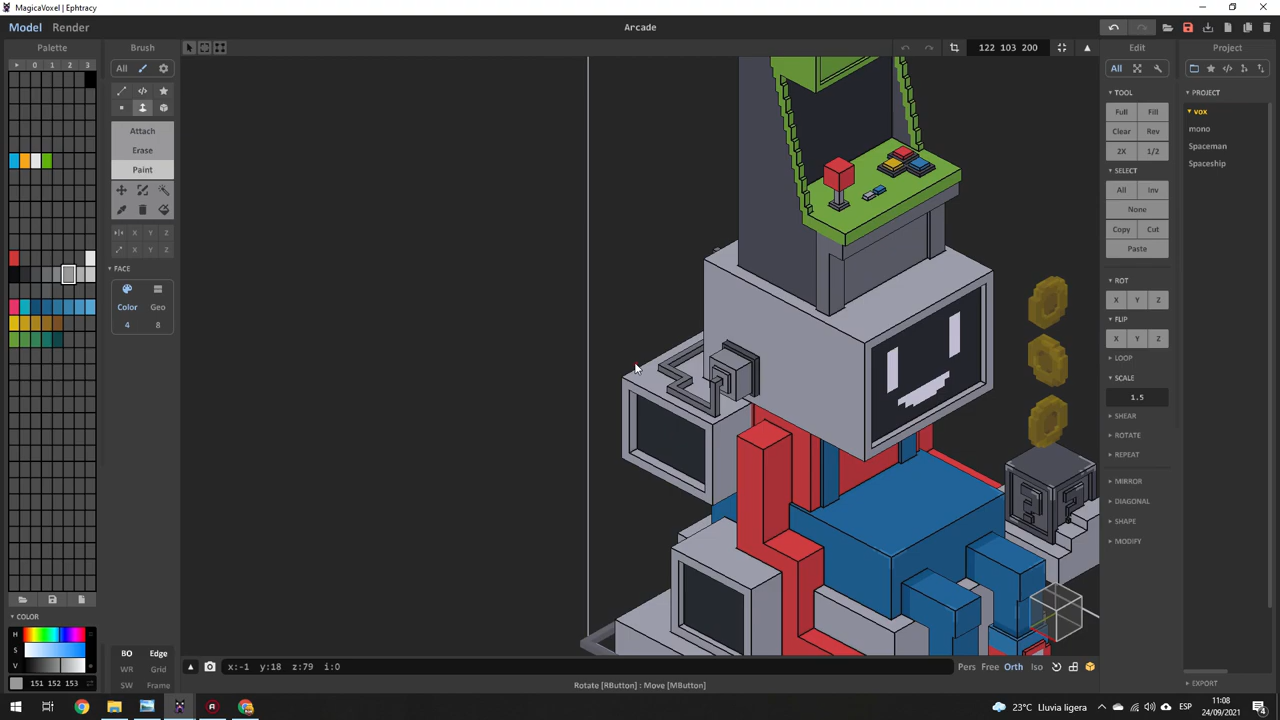 MagicaVoxel | Ephtracy
Model Render
Arcade
Palette Brush
122 103 200
Edit Project
0 1 2 3
All
All
TOOL
Full Fill
Clear Rev
2X 1/2
SELECT
All Inv
None
Copy Cut
Paste
ROT
X Y Z
FLIP
X Y Z
LOOP
SCALE
1.5
SHEAR
ROTATE
REPEAT
MIRROR
DIAGONAL
SHAPE
MODIFY
PROJECT
vox
mono
Spaceman
Spaceship
EXPORT
Attach
Erase
Paint
X Y Z
X Y Z
FACE
Color Geo
4 8
? ?
COLOR
H
S
V
151 152 153
BO Edge
WR Grid
SW Frame
x:-1 y:18 z:79 i:0
Pers Free Orth Iso
Rotate [RButton] : Move [MButton]
23°C Lluvia ligera
ESP
11:08
24/09/2021
4